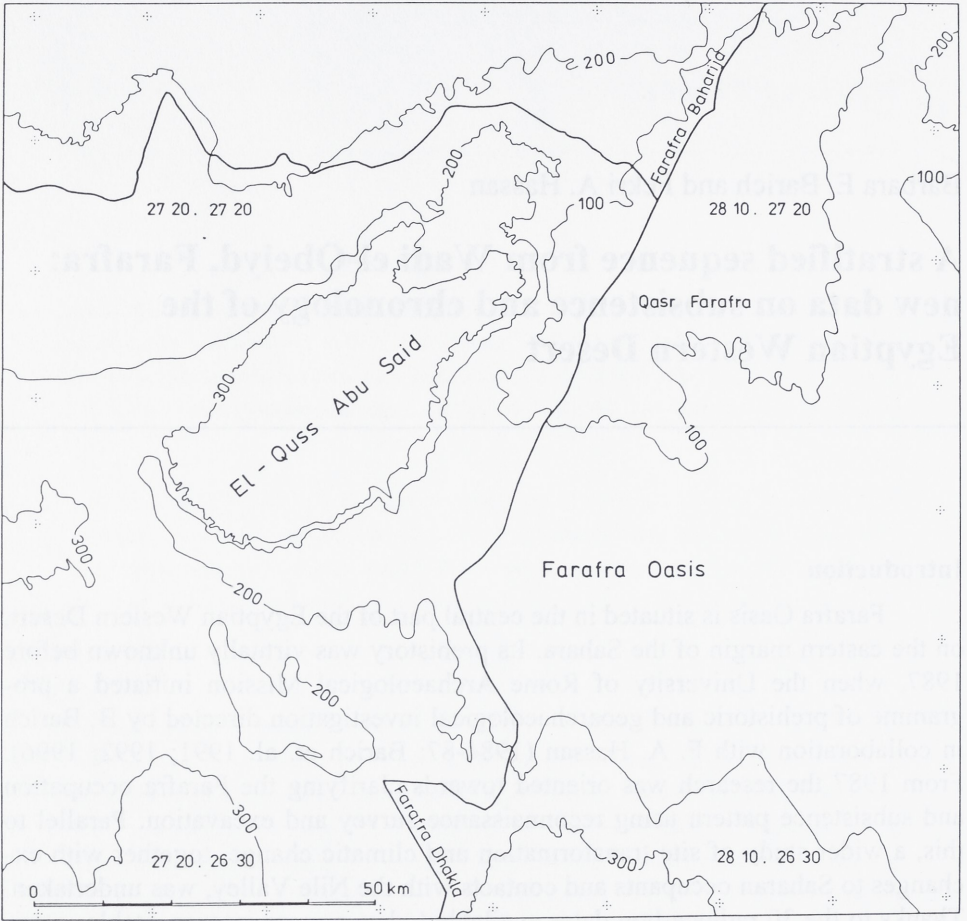 200
200
Farafra Baharija
200
100
100
27 20. 27 20
28 10. 27 20
Qasr Farafra
300
El-Quss Abu Said
100
300
Farafra Oasis
200
200
300
Farafra Dhakla
27 20. 26 30
300
28 10. 26 30
0 50 km